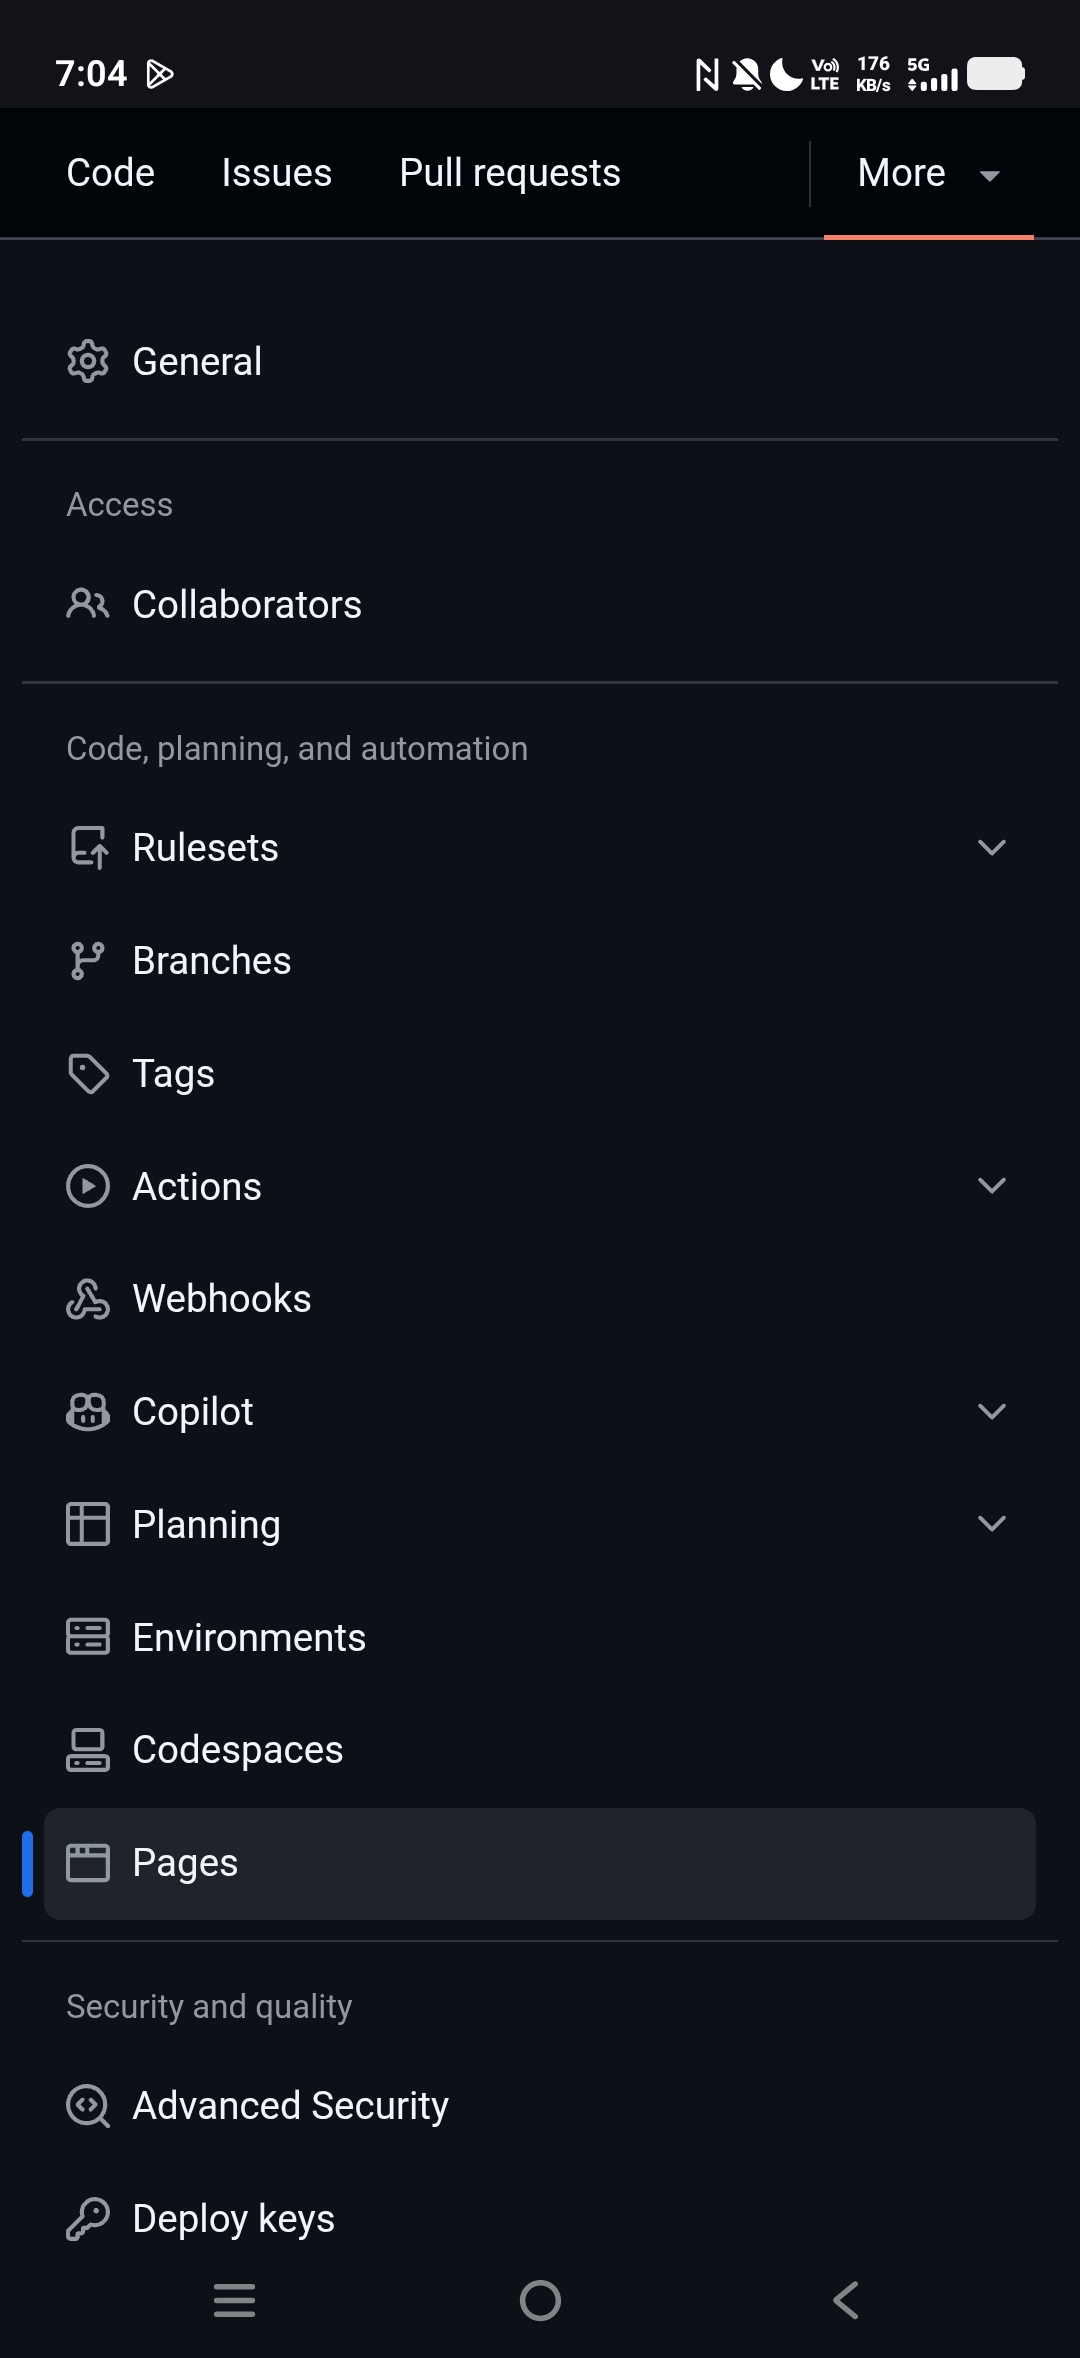 7:04
Vo)) LTE
176 KB/s
5G
Code Issues Pull requests More
General
Access
Collaborators
Code, planning, and automation
Rulesets
Branches
Tags
Actions
Webhooks
Copilot
Planning
Environments
Codespaces
Pages
Security and quality
Advanced Security
Deploy keys